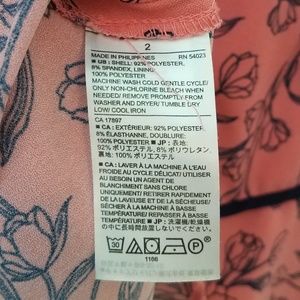 2
MADE IN PHILIPPINES RN 54023
■ GB : SHELL: 92% POLYESTER,
8% SPANDEX, LINING:
100% POLYESTER
MACHINE WASH COLD GENTLE CYCLE/
ONLY NON-CHLORINE BLEACH WHEN
NEEDED/ REMOVE PROMPTLY FROM
WASHER AND DRYER/ TUMBLE DRY
LOW/ COOL IRON
CA 17897
■ CA : EXTÉRIEUR: 92% POLYESTER,
8% ÉLASTHANNE, DOUBLURE:
100% POLYESTER ■ JP : 表地:
92% ポリエステル, 8% ポリウレタン,
裏地: 100% ポリエステル
■ CA : LAVER À LA MACHINE À L'EAU
FROIDE AU CYCLE DÉLICAT/ UTILISER
AU BESOIN UN AGENT DE
BLANCHIMENT SANS CHLORE
UNIQUEMENT/ RETIRER RAPIDEMENT
DE LA LAVEUSE ET DE LA SÉCHEUSE/
SÉCHER À LA MACHINE À BASSE
TEMPÉRATURE/ REPASSER À BASSE
TEMPÉRATURE ■ JP : 洗濯機/乾燥機
30
P
1166